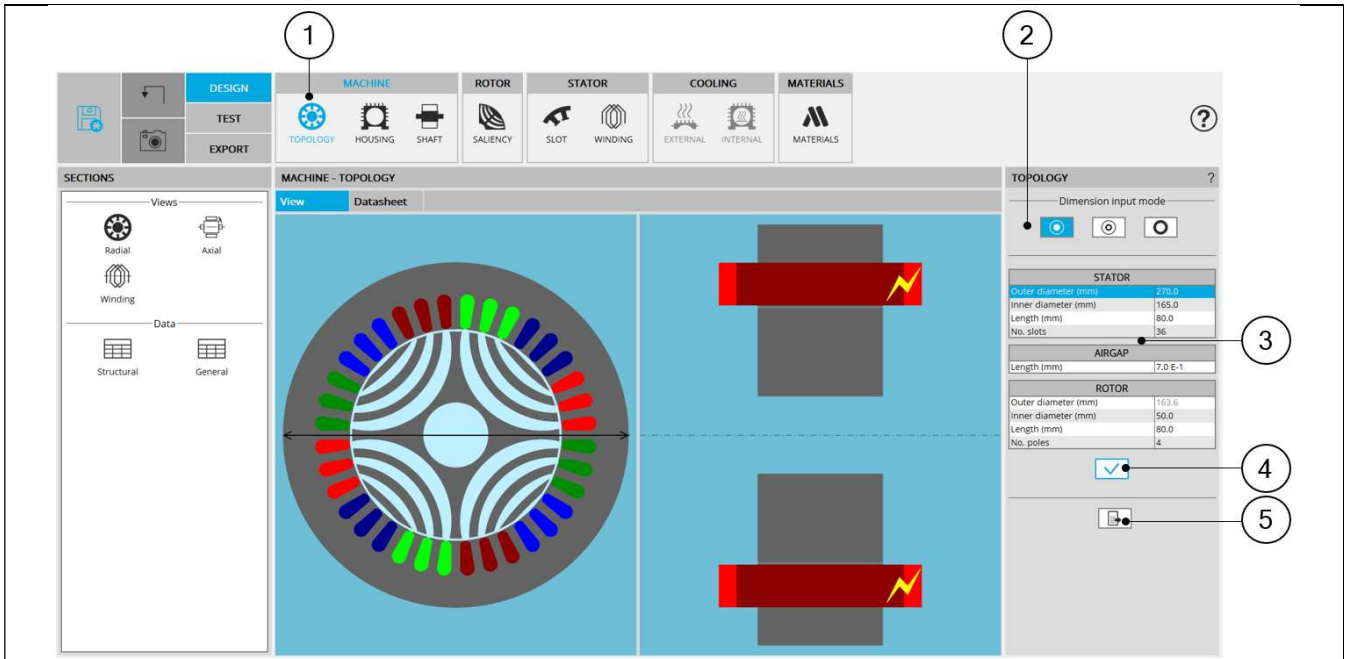 1
2
DESIGN
TEST
EXPORT
MACHINE
TOPOLOGY
HOUSING
SHAFT
ROTOR
SALIENCY
STATOR
SLOT
WINDING
COOLING
EXTERNAL
INTERNAL
MATERIALS
MATERIALS
?
SECTIONS
Views
Radial
Axial
Winding
Data
Structural
General
MACHINE - TOPOLOGY
View
Datasheet
TOPOLOGY ?
Dimension input mode
STATOR
Outer diameter (mm) 270.0
Inner diameter (mm) 165.0
Length (mm) 80.0
No. slots 36
AIRGAP
Length (mm) 7.0 E-1
ROTOR
Outer diameter (mm) 163.6
Inner diameter (mm) 50.0
Length (mm) 80.0
No. poles 4
3
4
5